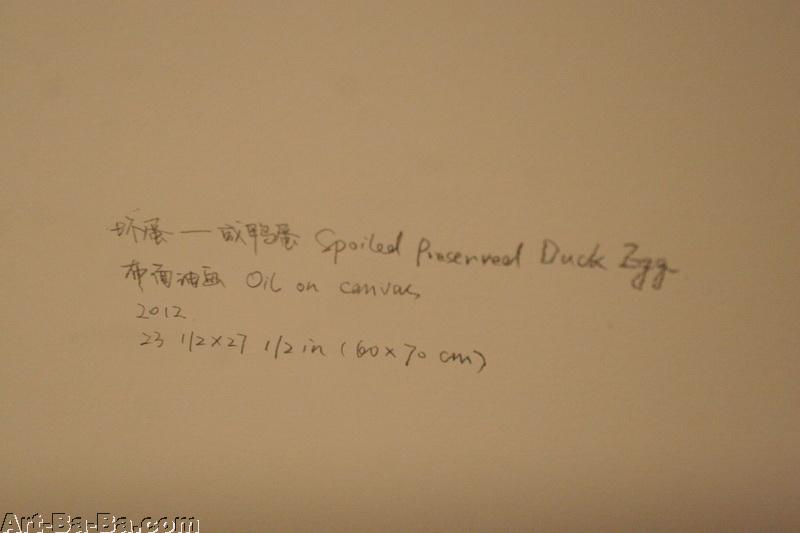 坏蛋—咸鸭蛋 Spoiled Preserved Duck Egg
布面油画 Oil on canvas
2012
23 1/2×27 1/2 in (60×70 cm)
Art-Ba-Ba.com